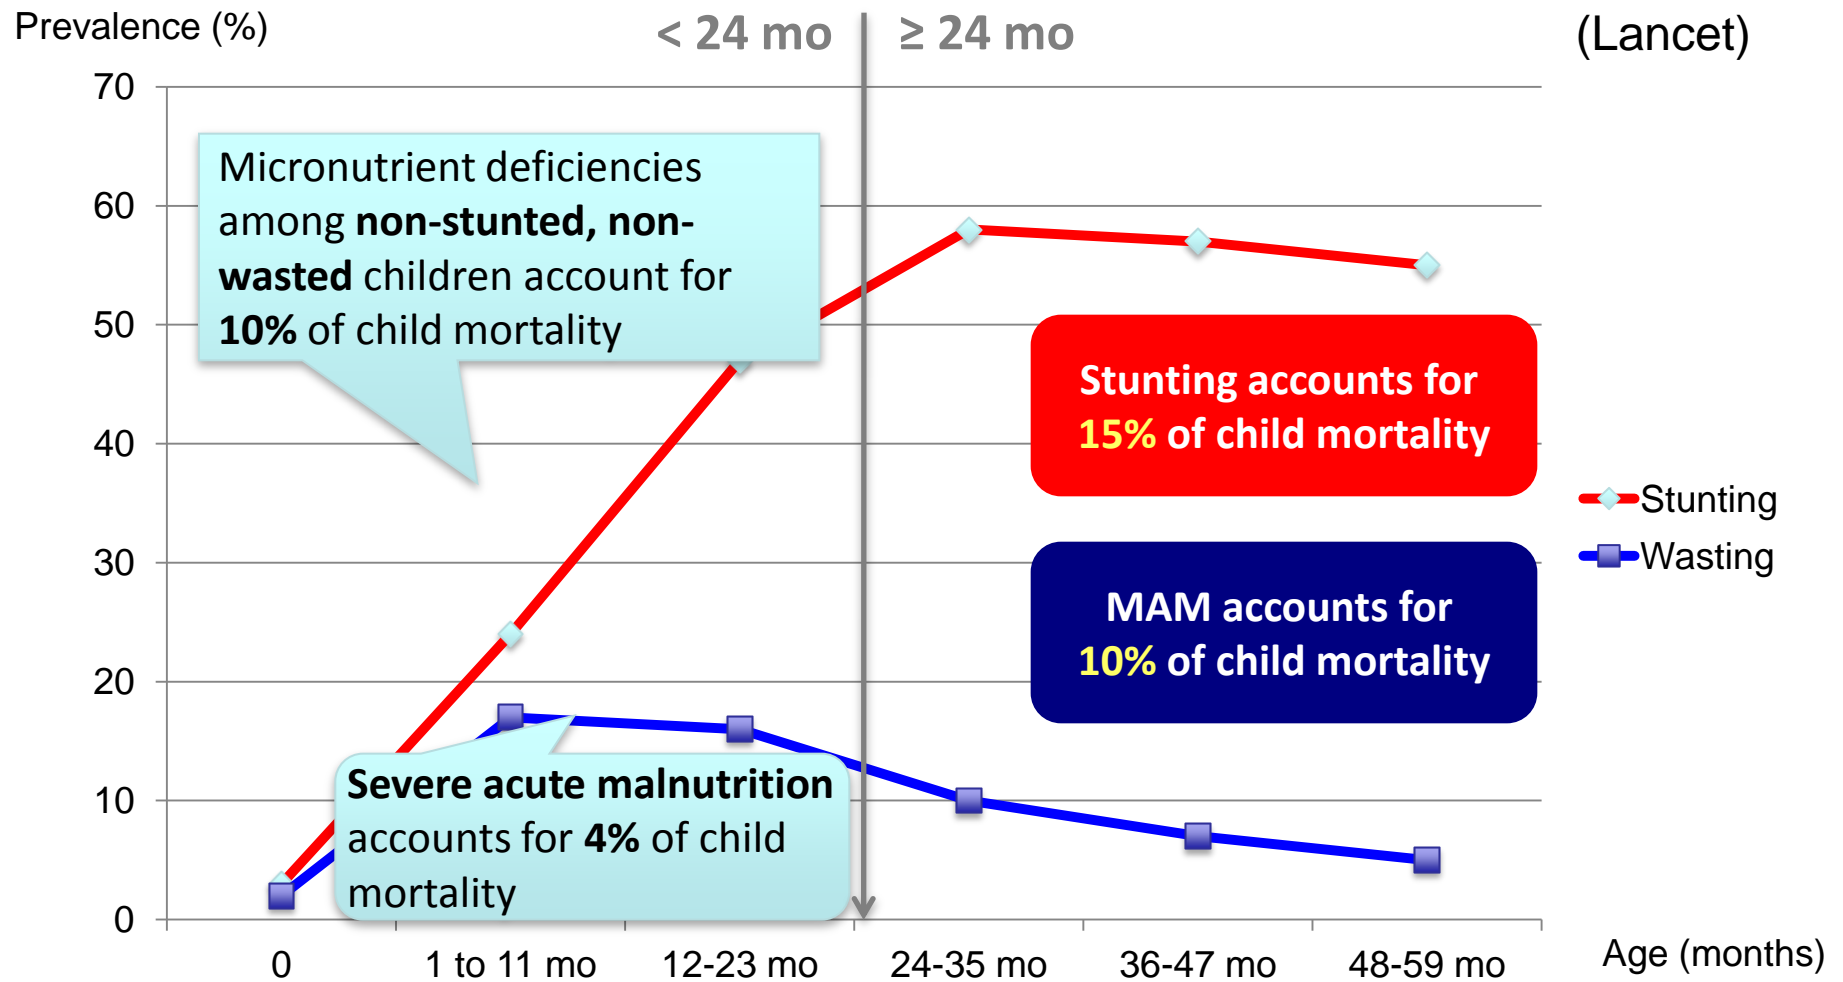 Prevalence (%)
< 24 mo
≥ 24 mo
(Lancet)
70
60
50
40
30
20
10
0
Micronutrient deficiencies
among non-stunted, non-
wasted children account for
10% of child mortality
Stunting accounts for
15% of child mortality
MAM accounts for
10% of child mortality
Severe acute malnutrition
accounts for 4% of child
mortality
Stunting
Wasting
0
1 to 11 mo
12-23 mo
24-35 mo
36-47 mo
48-59 mo
Age (months)